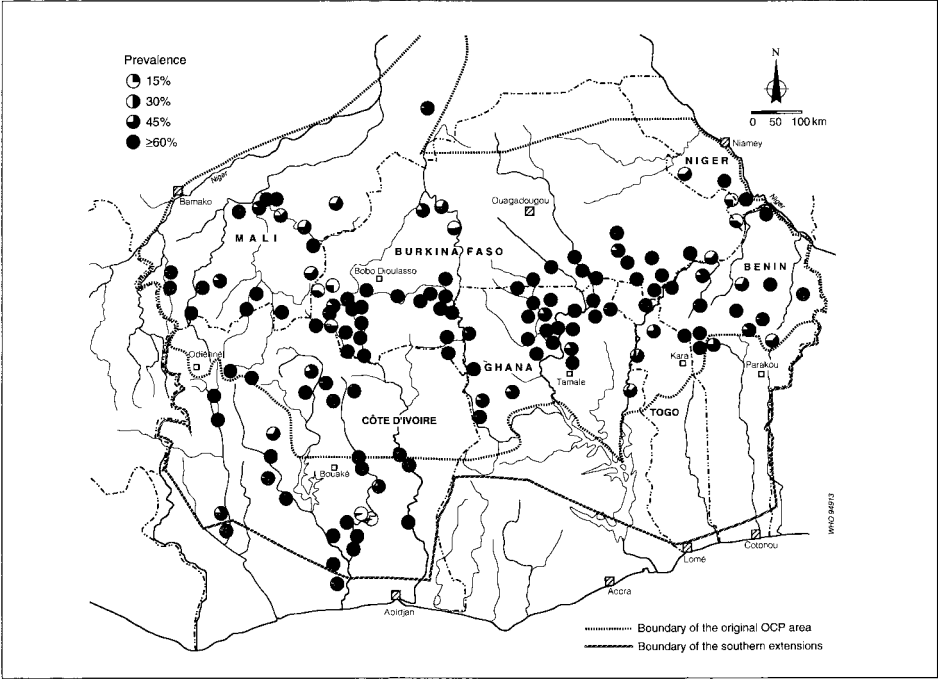 Prevalence
15%
30%
45%
≥60%
N
0 50 100 km
Niamey
NIGER
Niger
Niger
Bamako
Ouagadougou
MALI
BURKINA FASO
Bobo Dioulasso
BENIN
Odienné
GHANA
Kara
Parakou
Tamale
TOGO
CÔTE D'IVOIRE
Bouaké
WHO 94913
Cotonou
Lomé
Accra
Abidjan
Boundary of the original OCP area
Boundary of the southern extensions